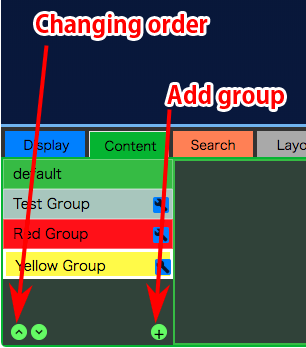 Changing order
Add group
Display
Content
Search
Layo
default
Test Group
Red Group
Yellow Group